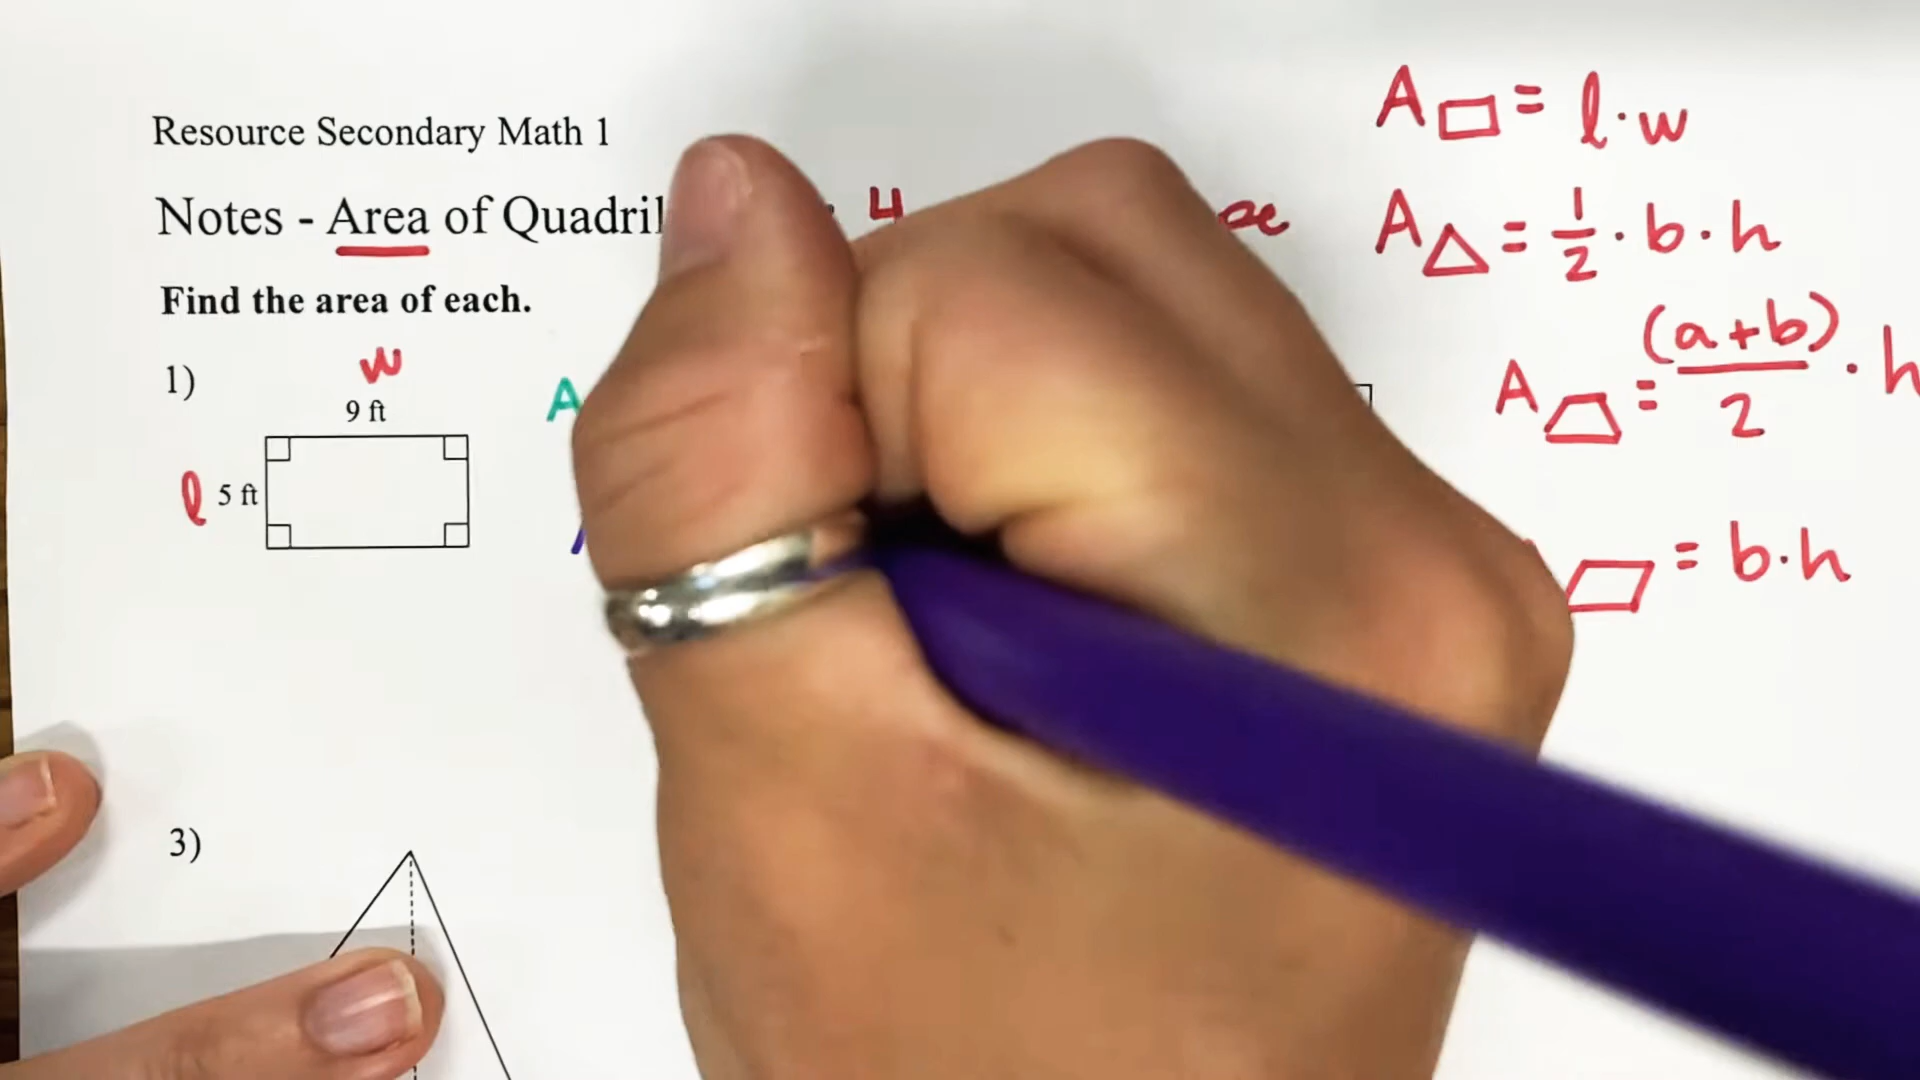 Resource Secondary Math 1
Notes - Area of Quadril
4
Find the area of each.
1)
w
9 ft
l 5 ft
A
3)
A▭ = l·w
A△ = 1/2 · b · h
A⏢ = (a+b)/2 · h
▱ = b·h